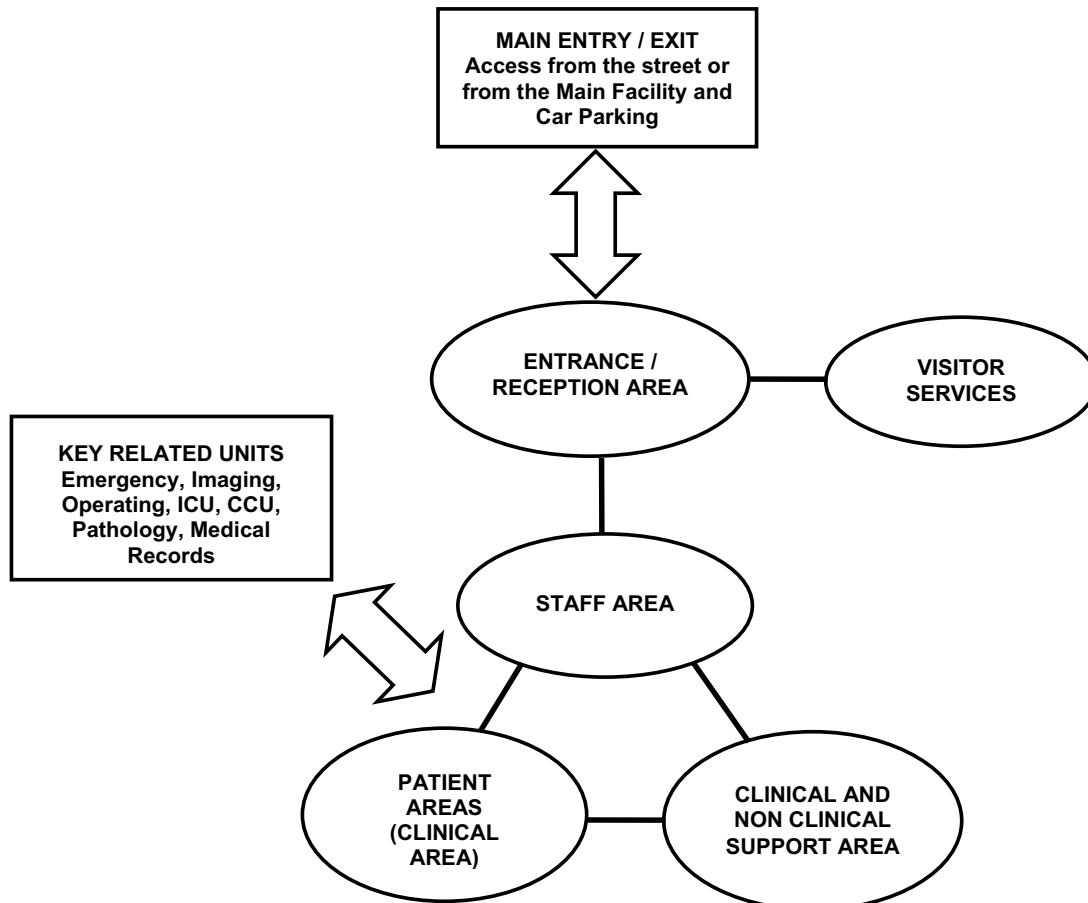 MAIN ENTRY / EXIT
Access from the street or
from the Main Facility and
Car Parking
ENTRANCE /
RECEPTION AREA
VISITOR
SERVICES
KEY RELATED UNITS
Emergency, Imaging,
Operating, ICU, CCU,
Pathology, Medical
Records
STAFF AREA
PATIENT
AREAS
(CLINICAL
AREA)
CLINICAL AND
NON CLINICAL
SUPPORT AREA